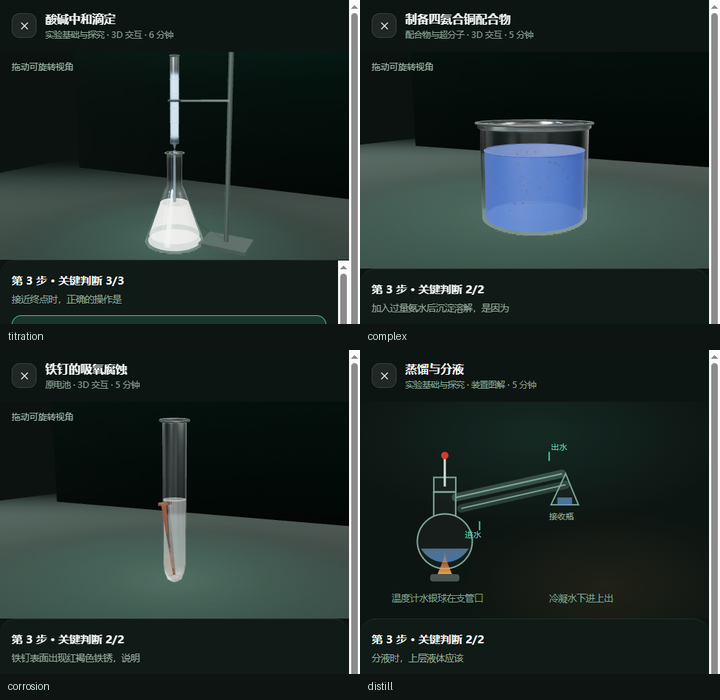 酸碱中和滴定
实验基础与探究 · 3D 交互 · 6 分钟
拖动可旋转视角
第 3 步 · 关键判断 3/3
接近终点时，正确的操作是
titration
制备四氨合铜配合物
配合物与超分子 · 3D 交互 · 5 分钟
拖动可旋转视角
第 3 步 · 关键判断 2/2
加入过量氨水后沉淀溶解，是因为
complex
铁钉的吸氧腐蚀
原电池 · 3D 交互 · 5 分钟
拖动可旋转视角
第 3 步 · 关键判断 2/2
铁钉表面出现红褐色铁锈，说明
corrosion
蒸馏与分液
实验基础与探究 · 装置图解 · 5 分钟
出水
接收瓶
进水
温度计水银球在支管口
冷凝水下进上出
第 3 步 · 关键判断 2/2
分液时，上层液体应该
distill